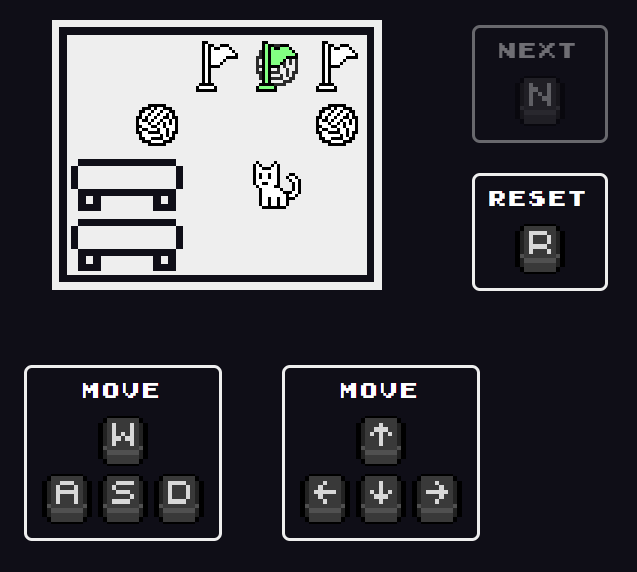 NEXT
N
RESET
R
MOVE
W
A S D
MOVE
↑
← ↓ →